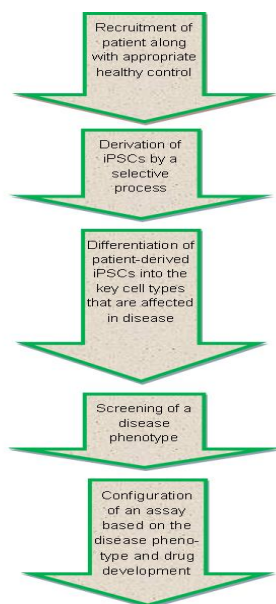 Recruitment of
patient along
with appropriate
healthy control
Derivation of
iPSCs by a
selective
process
Differentiation of
patient-derived
iPSCs into the
key cell types
that are affected
in disease
Screening of a
disease
phenotype
Configuration
of an assay
based on the
disease pheno-
type and drug
development